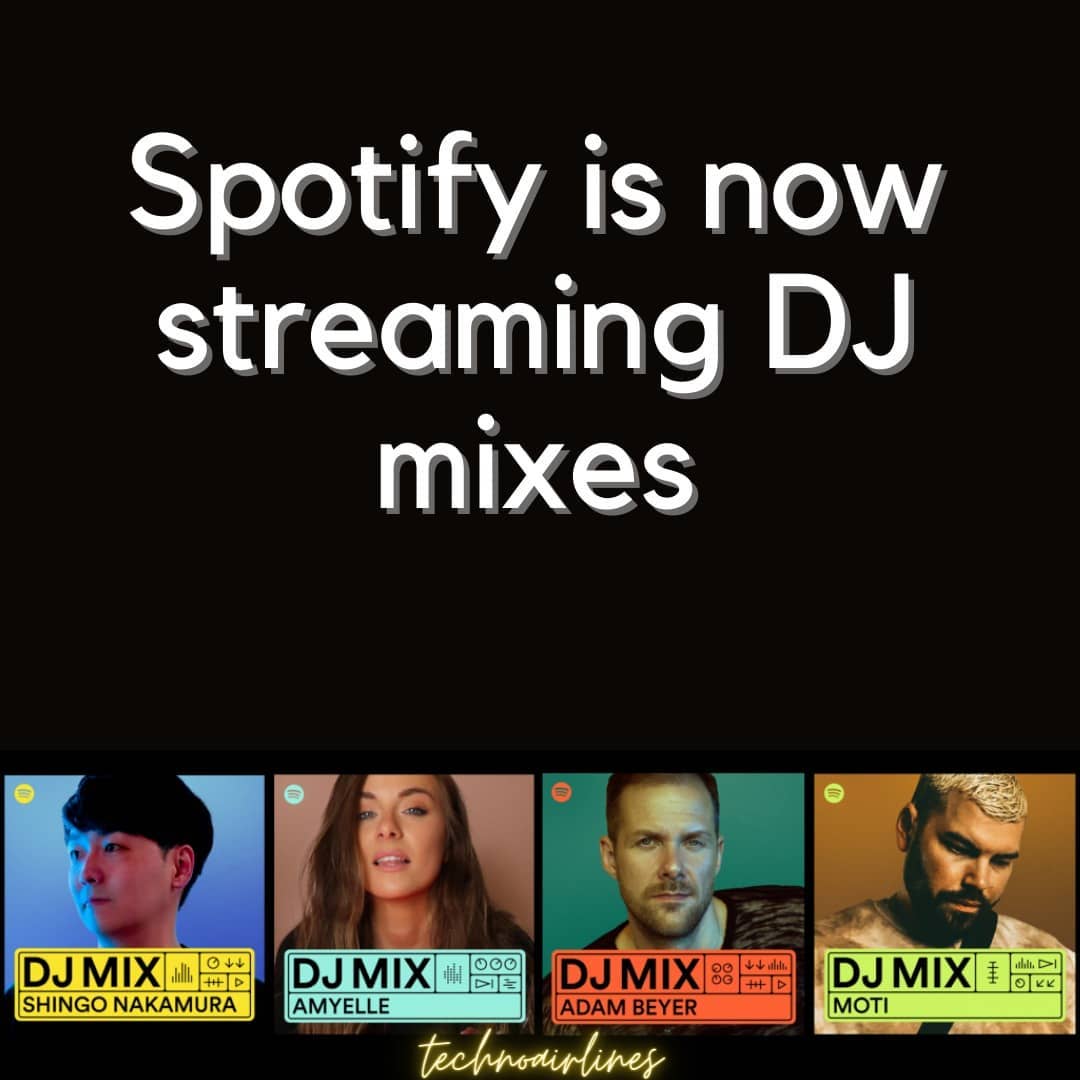 Spotify is now
streaming DJ
mixes
DJ MIX
SHINGO NAKAMURA
DJ MIX
AMYELLE
DJ MIX
ADAM BEYER
DJ MIX
MOTI
technoairlines